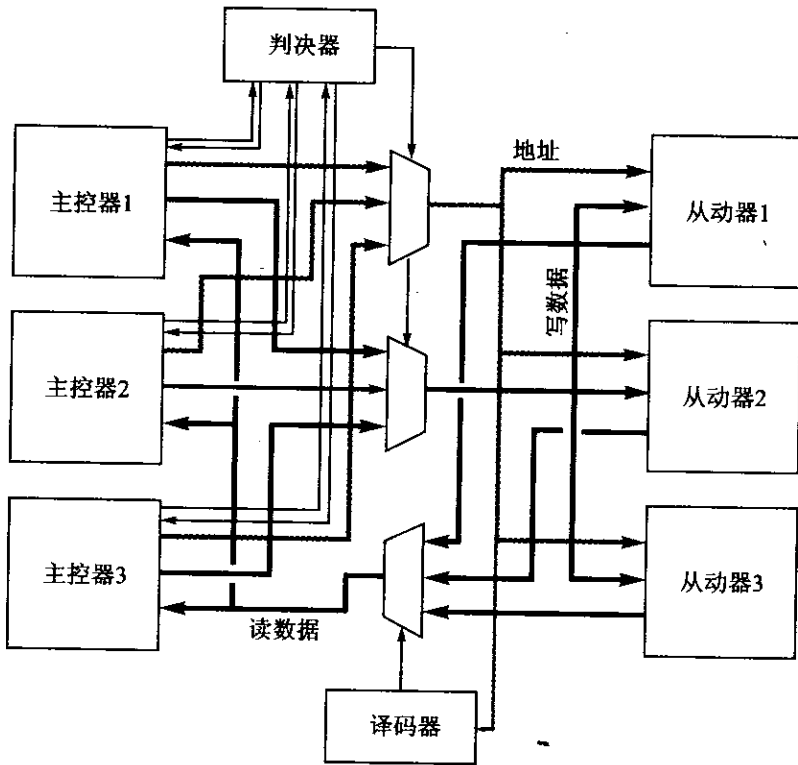 判决器
地址
主控器1
从动器1
写数据
主控器2
从动器2
主控器3
从动器3
读数据
译码器